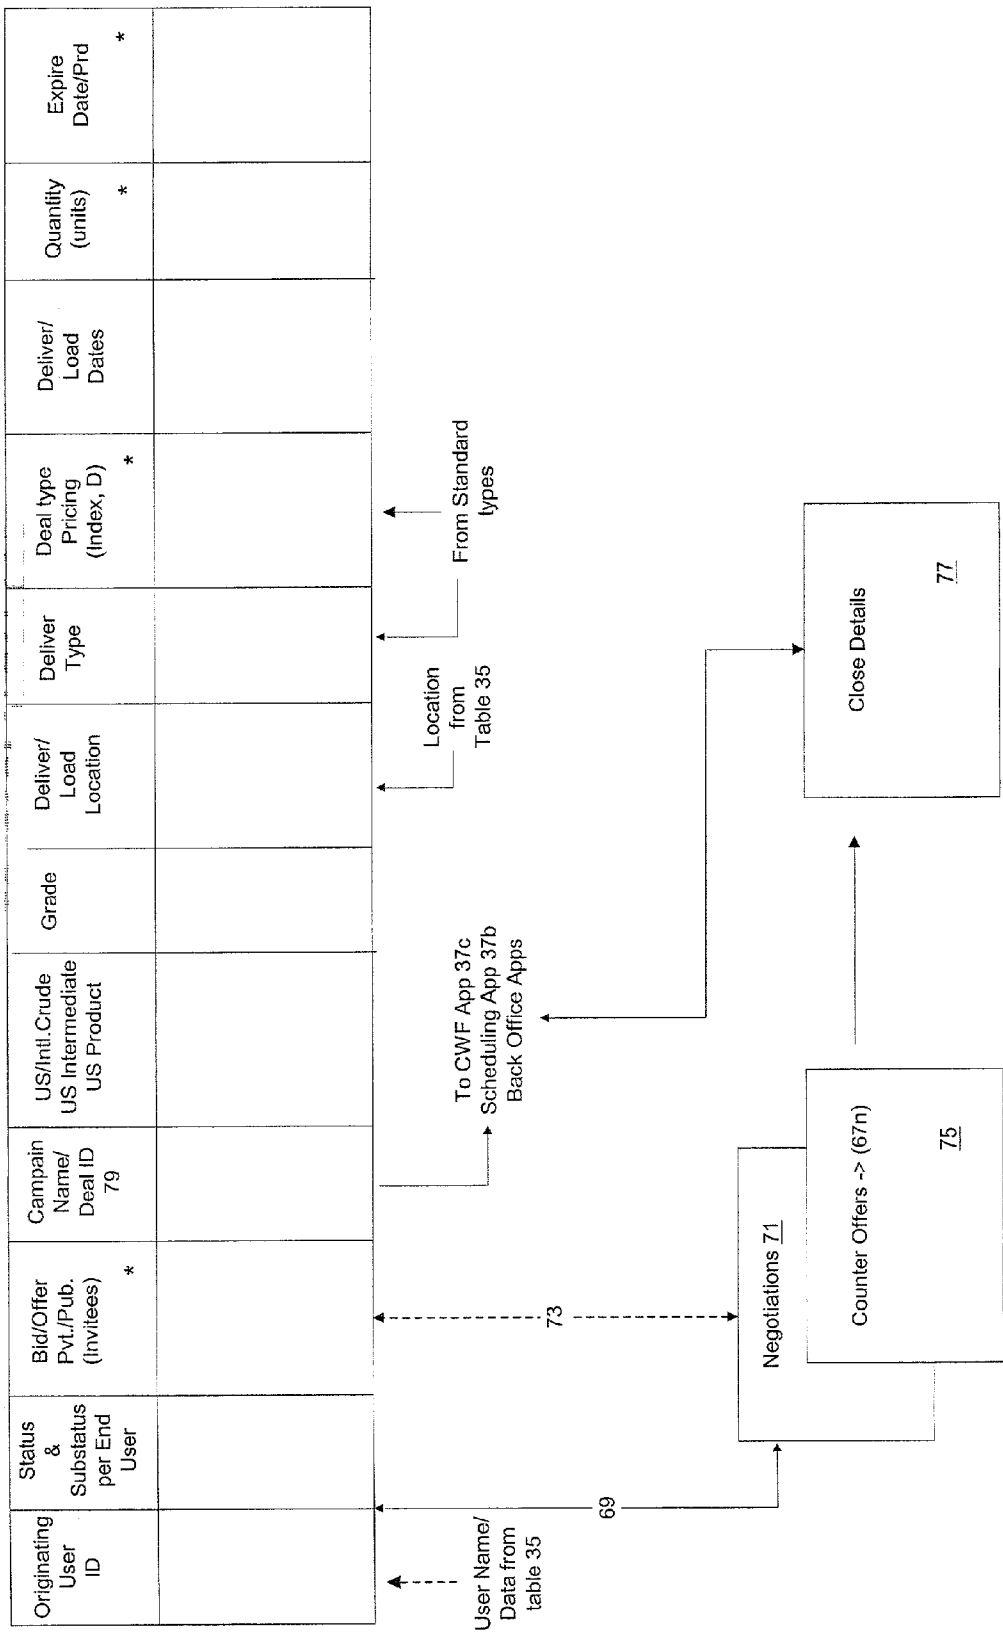 Originating
User
ID
Status
&
Substatus
per End
User
Bid/Offer
Pvt./Pub.
(Invitees)
*
Campain
Name/
Deal ID
79
US/Intl.Crude
US Intermediate
US Product
Grade
Deliver/
Load
Location
Deliver
Type
Deal type
Pricing
(Index, D)
*
Deliver/
Load
Dates
Quantity
(units)
*
Expire
Date/Prd
*
User Name/
Data from
table 35
69
73
To CWF App 37c
Scheduling App 37b
Back Office Apps
Location
from
Table 35
From Standard
types
Negotiations 71
Counter Offers -> (67n)
75
Close Details
77